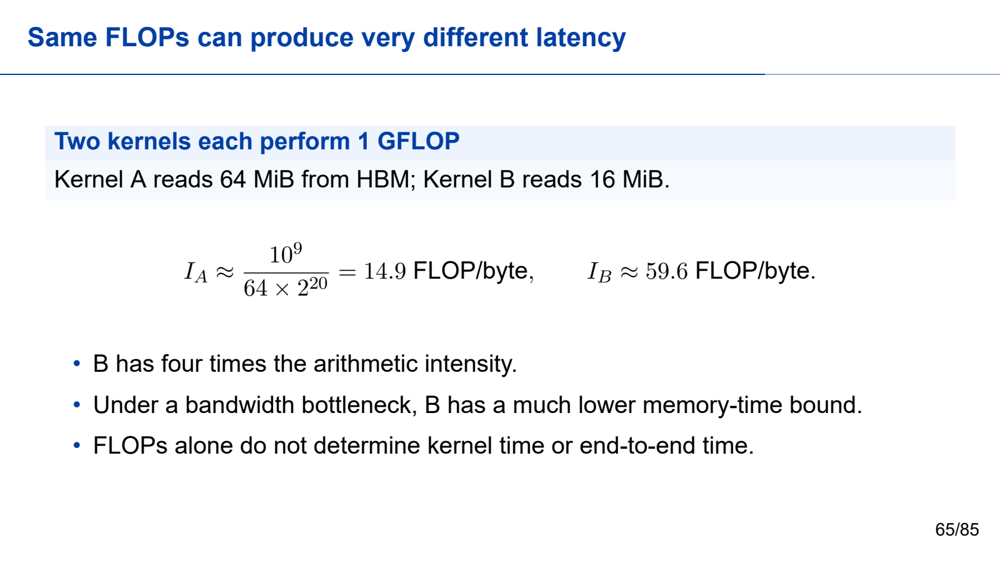 Same FLOPs can produce very different latency
Two kernels each perform 1 GFLOP
Kernel A reads 64 MiB from HBM; Kernel B reads 16 MiB.
I_A ≈ 10^9 / (64 × 2^20) = 14.9 FLOP/byte, I_B ≈ 59.6 FLOP/byte.
• B has four times the arithmetic intensity.
• Under a bandwidth bottleneck, B has a much lower memory-time bound.
• FLOPs alone do not determine kernel time or end-to-end time.
65/85